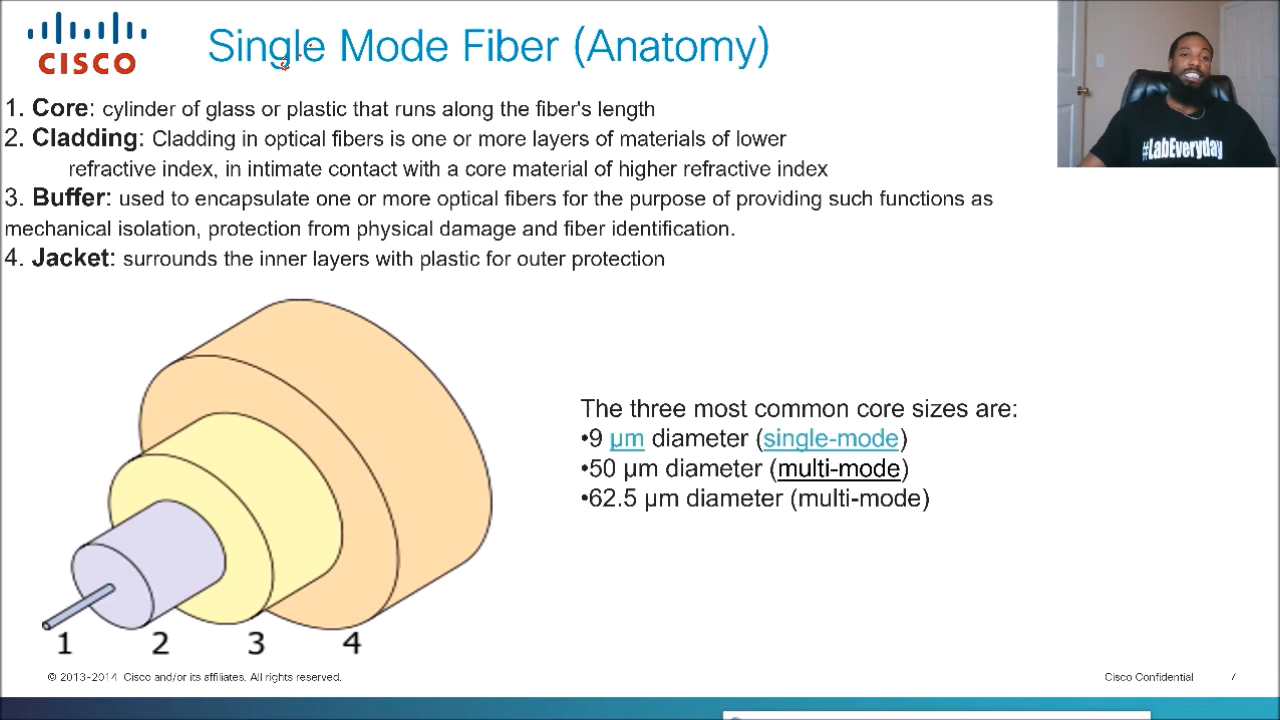 CISCO
Single Mode Fiber (Anatomy)
#LabEveryday
1. Core: cylinder of glass or plastic that runs along the fiber's length
2. Cladding: Cladding in optical fibers is one or more layers of materials of lower
refractive index, in intimate contact with a core material of higher refractive index
3. Buffer: used to encapsulate one or more optical fibers for the purpose of providing such functions as
mechanical isolation, protection from physical damage and fiber identification.
4. Jacket: surrounds the inner layers with plastic for outer protection
The three most common core sizes are:
•9 µm diameter (single-mode)
•50 µm diameter (multi-mode)
•62.5 µm diameter (multi-mode)
1 2 3 4
© 2013-2014 Cisco and/or its affiliates. All rights reserved.
Cisco Confidential 7